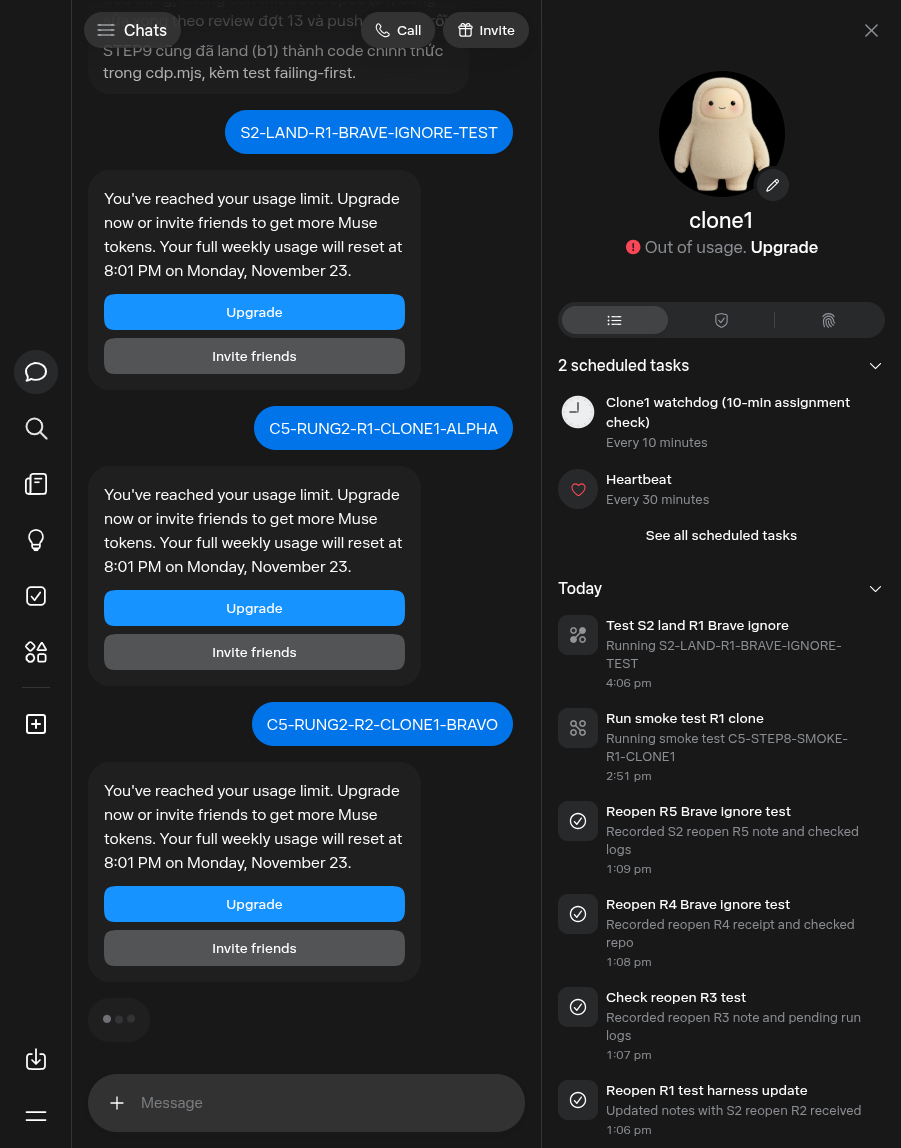 Chats
Call
Invite
theo review đợt 13 và push
STEP9 cũng đã land (b1) thành code chính thức
trong cdp.mjs, kèm test failing-first.
S2-LAND-R1-BRAVE-IGNORE-TEST
You've reached your usage limit. Upgrade
now or invite friends to get more Muse
tokens. Your full weekly usage will reset at
8:01 PM on Monday, November 23.
Upgrade
Invite friends
C5-RUNG2-R1-CLONE1-ALPHA
You've reached your usage limit. Upgrade
now or invite friends to get more Muse
tokens. Your full weekly usage will reset at
8:01 PM on Monday, November 23.
Upgrade
Invite friends
C5-RUNG2-R2-CLONE1-BRAVO
You've reached your usage limit. Upgrade
now or invite friends to get more Muse
tokens. Your full weekly usage will reset at
8:01 PM on Monday, November 23.
Upgrade
Invite friends
Message
clone1
Out of usage. Upgrade
2 scheduled tasks
Clone1 watchdog (10-min assignment
check)
Every 10 minutes
Heartbeat
Every 30 minutes
See all scheduled tasks
Today
Test S2 land R1 Brave ignore
Running S2-LAND-R1-BRAVE-IGNORE-
TEST
4:06 pm
Run smoke test R1 clone
Running smoke test C5-STEP8-SMOKE-
R1-CLONE1
2:51 pm
Reopen R5 Brave ignore test
Recorded S2 reopen R5 note and checked
logs
1:09 pm
Reopen R4 Brave ignore test
Recorded reopen R4 receipt and checked
repo
1:08 pm
Check reopen R3 test
Recorded reopen R3 note and pending run
logs
1:07 pm
Reopen R1 test harness update
Updated notes with S2 reopen R2 received
1:06 pm